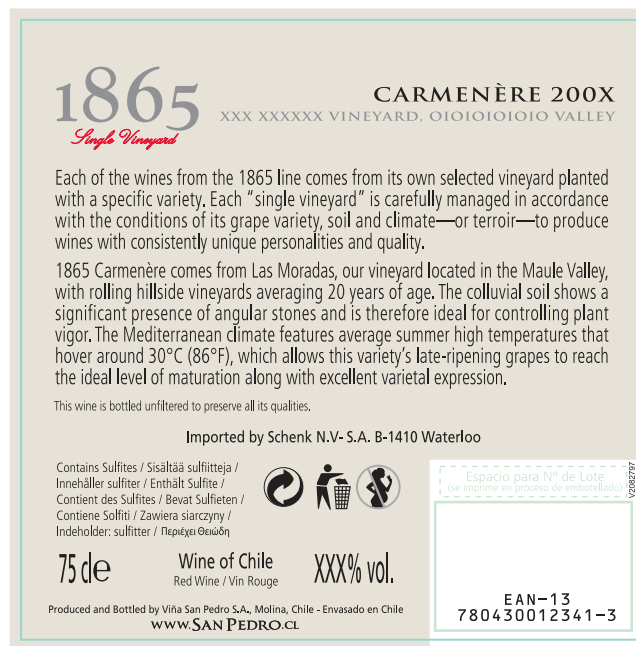 1865
Single Vineyard
CARMENÈRE 200X
XXX XXXXXX VINEYARD, OIOIOIOIOIO VALLEY
Each of the wines from the 1865 line comes from its own selected vineyard planted
with a specific variety. Each “single vineyard” is carefully managed in accordance
with the conditions of its grape variety, soil and climate—or terroir—to produce
wines with consistently unique personalities and quality.
1865 Carmenère comes from Las Moradas, our vineyard located in the Maule Valley,
with rolling hillside vineyards averaging 20 years of age. The colluvial soil shows a
significant presence of angular stones and is therefore ideal for controlling plant
vigor. The Mediterranean climate features average summer high temperatures that
hover around 30°C (86°F), which allows this variety’s late-ripening grapes to reach
the ideal level of maturation along with excellent varietal expression.
This wine is bottled unfiltered to preserve all its qualities.
Imported by Schenk N.V- S.A. B-1410 Waterloo
Contains Sulfites / Sisältää sulfiitteja /
Innehåller sulfiter / Enthält Sulfite /
Contient des Sulfites / Bevat Sulfieten /
Contiene Solfiti / Zawiera siarczyny /
Indeholder: sulfitter / Περιέχει Θειώδη
75 cle
Wine of Chile
Red Wine / Vin Rouge
XXX% vol.
Produced and Bottled by Viña San Pedro S.A., Molina, Chile - Envasado en Chile
WWW.SAN PEDRO.CL
Espacio para Nº de Lote
(se imprime en proceso de embotellado)
V2082797
EAN-13
780430012341-3